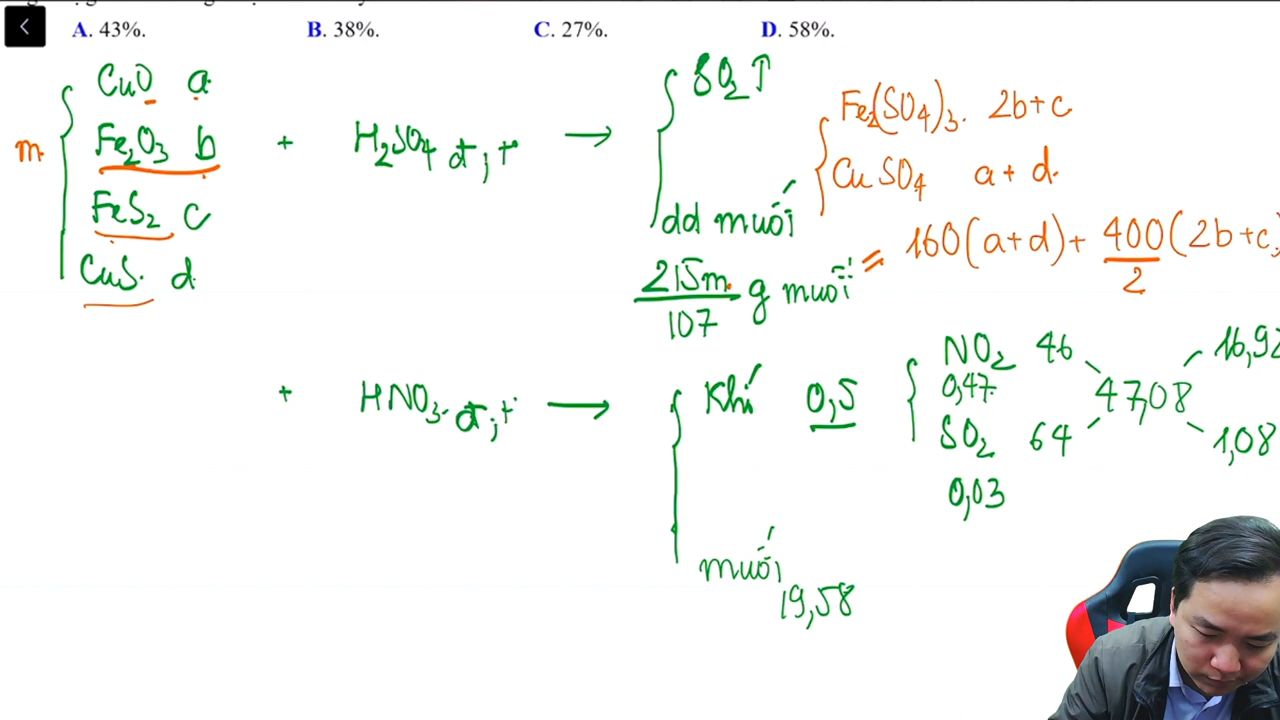 A. 43%. B. 38%. C. 27%. D. 58%.
CuO a
Fe2O3 b
FeS2 c
CuS d
m
+ H2SO4 đ, t →
SO2 ↑
dd muối
Fe2(SO4)3. 2b+c
CuSO4 a+d
215m/107 g muối = 160(a+d) + 400/2 (2b+c
+ HNO3 đ, t →
Khí 0,5
NO2 46
0,47
SO2 64
0,03
47,08
16,92
1,08
muối
19,58